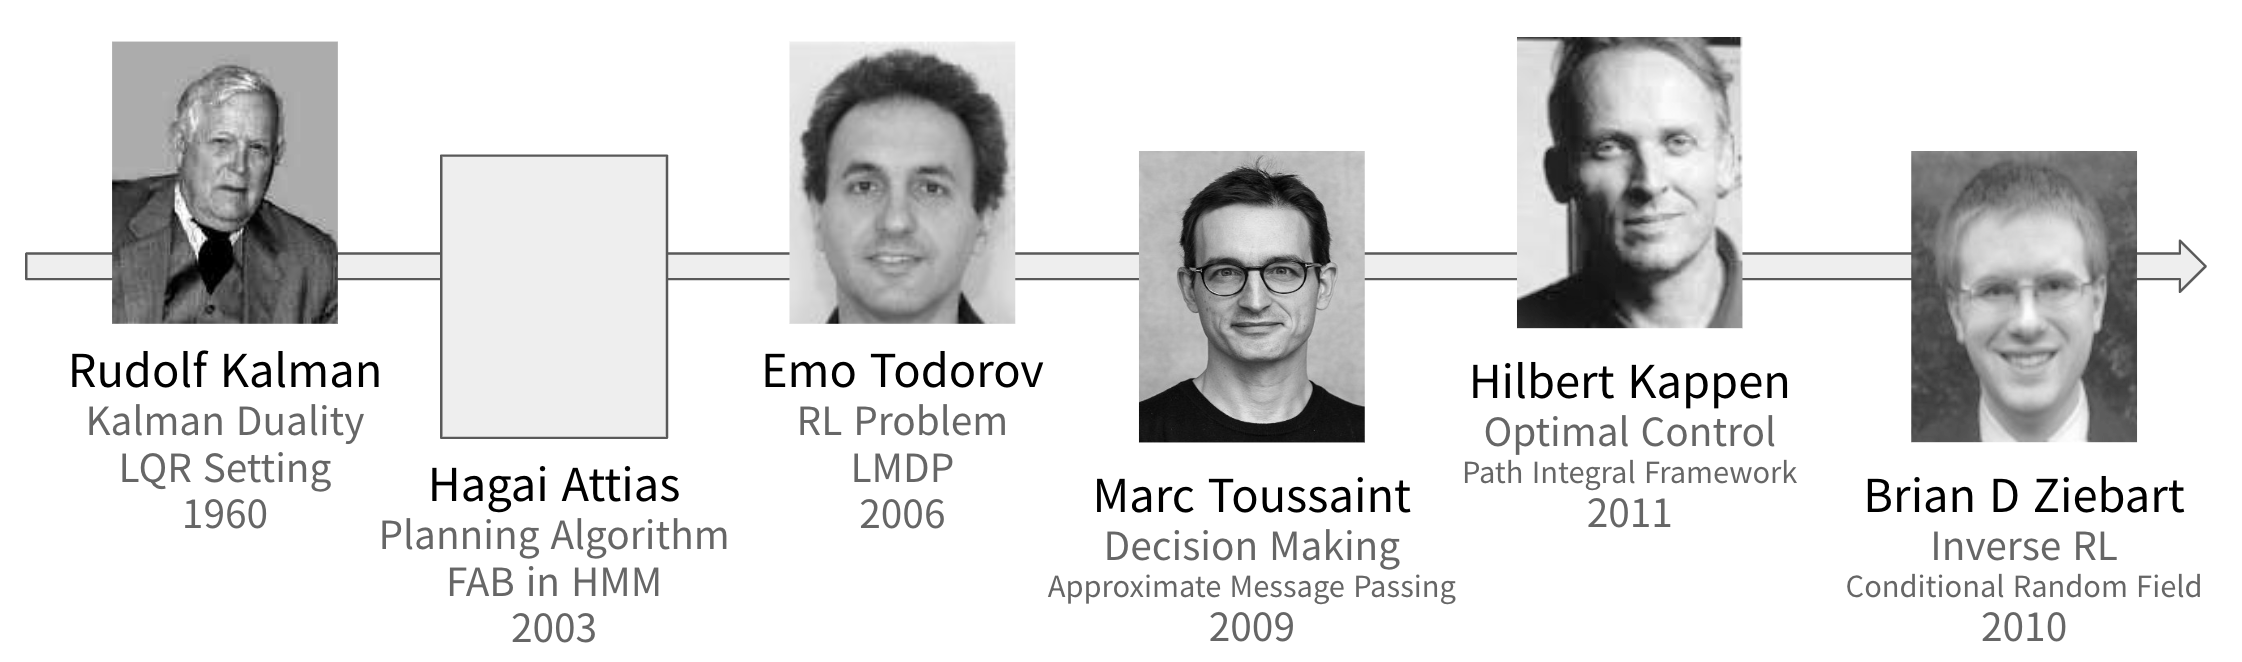 Rudolf Kalman
Kalman Duality
LQR Setting
1960
Hagai Attias
Planning Algorithm
FAB in HMM
2003
Emo Todorov
RL Problem
LMDP
2006
Marc Toussaint
Decision Making
Approximate Message Passing
2009
Hilbert Kappen
Optimal Control
Path Integral Framework
2011
Brian D Ziebart
Inverse RL
Conditional Random Field
2010